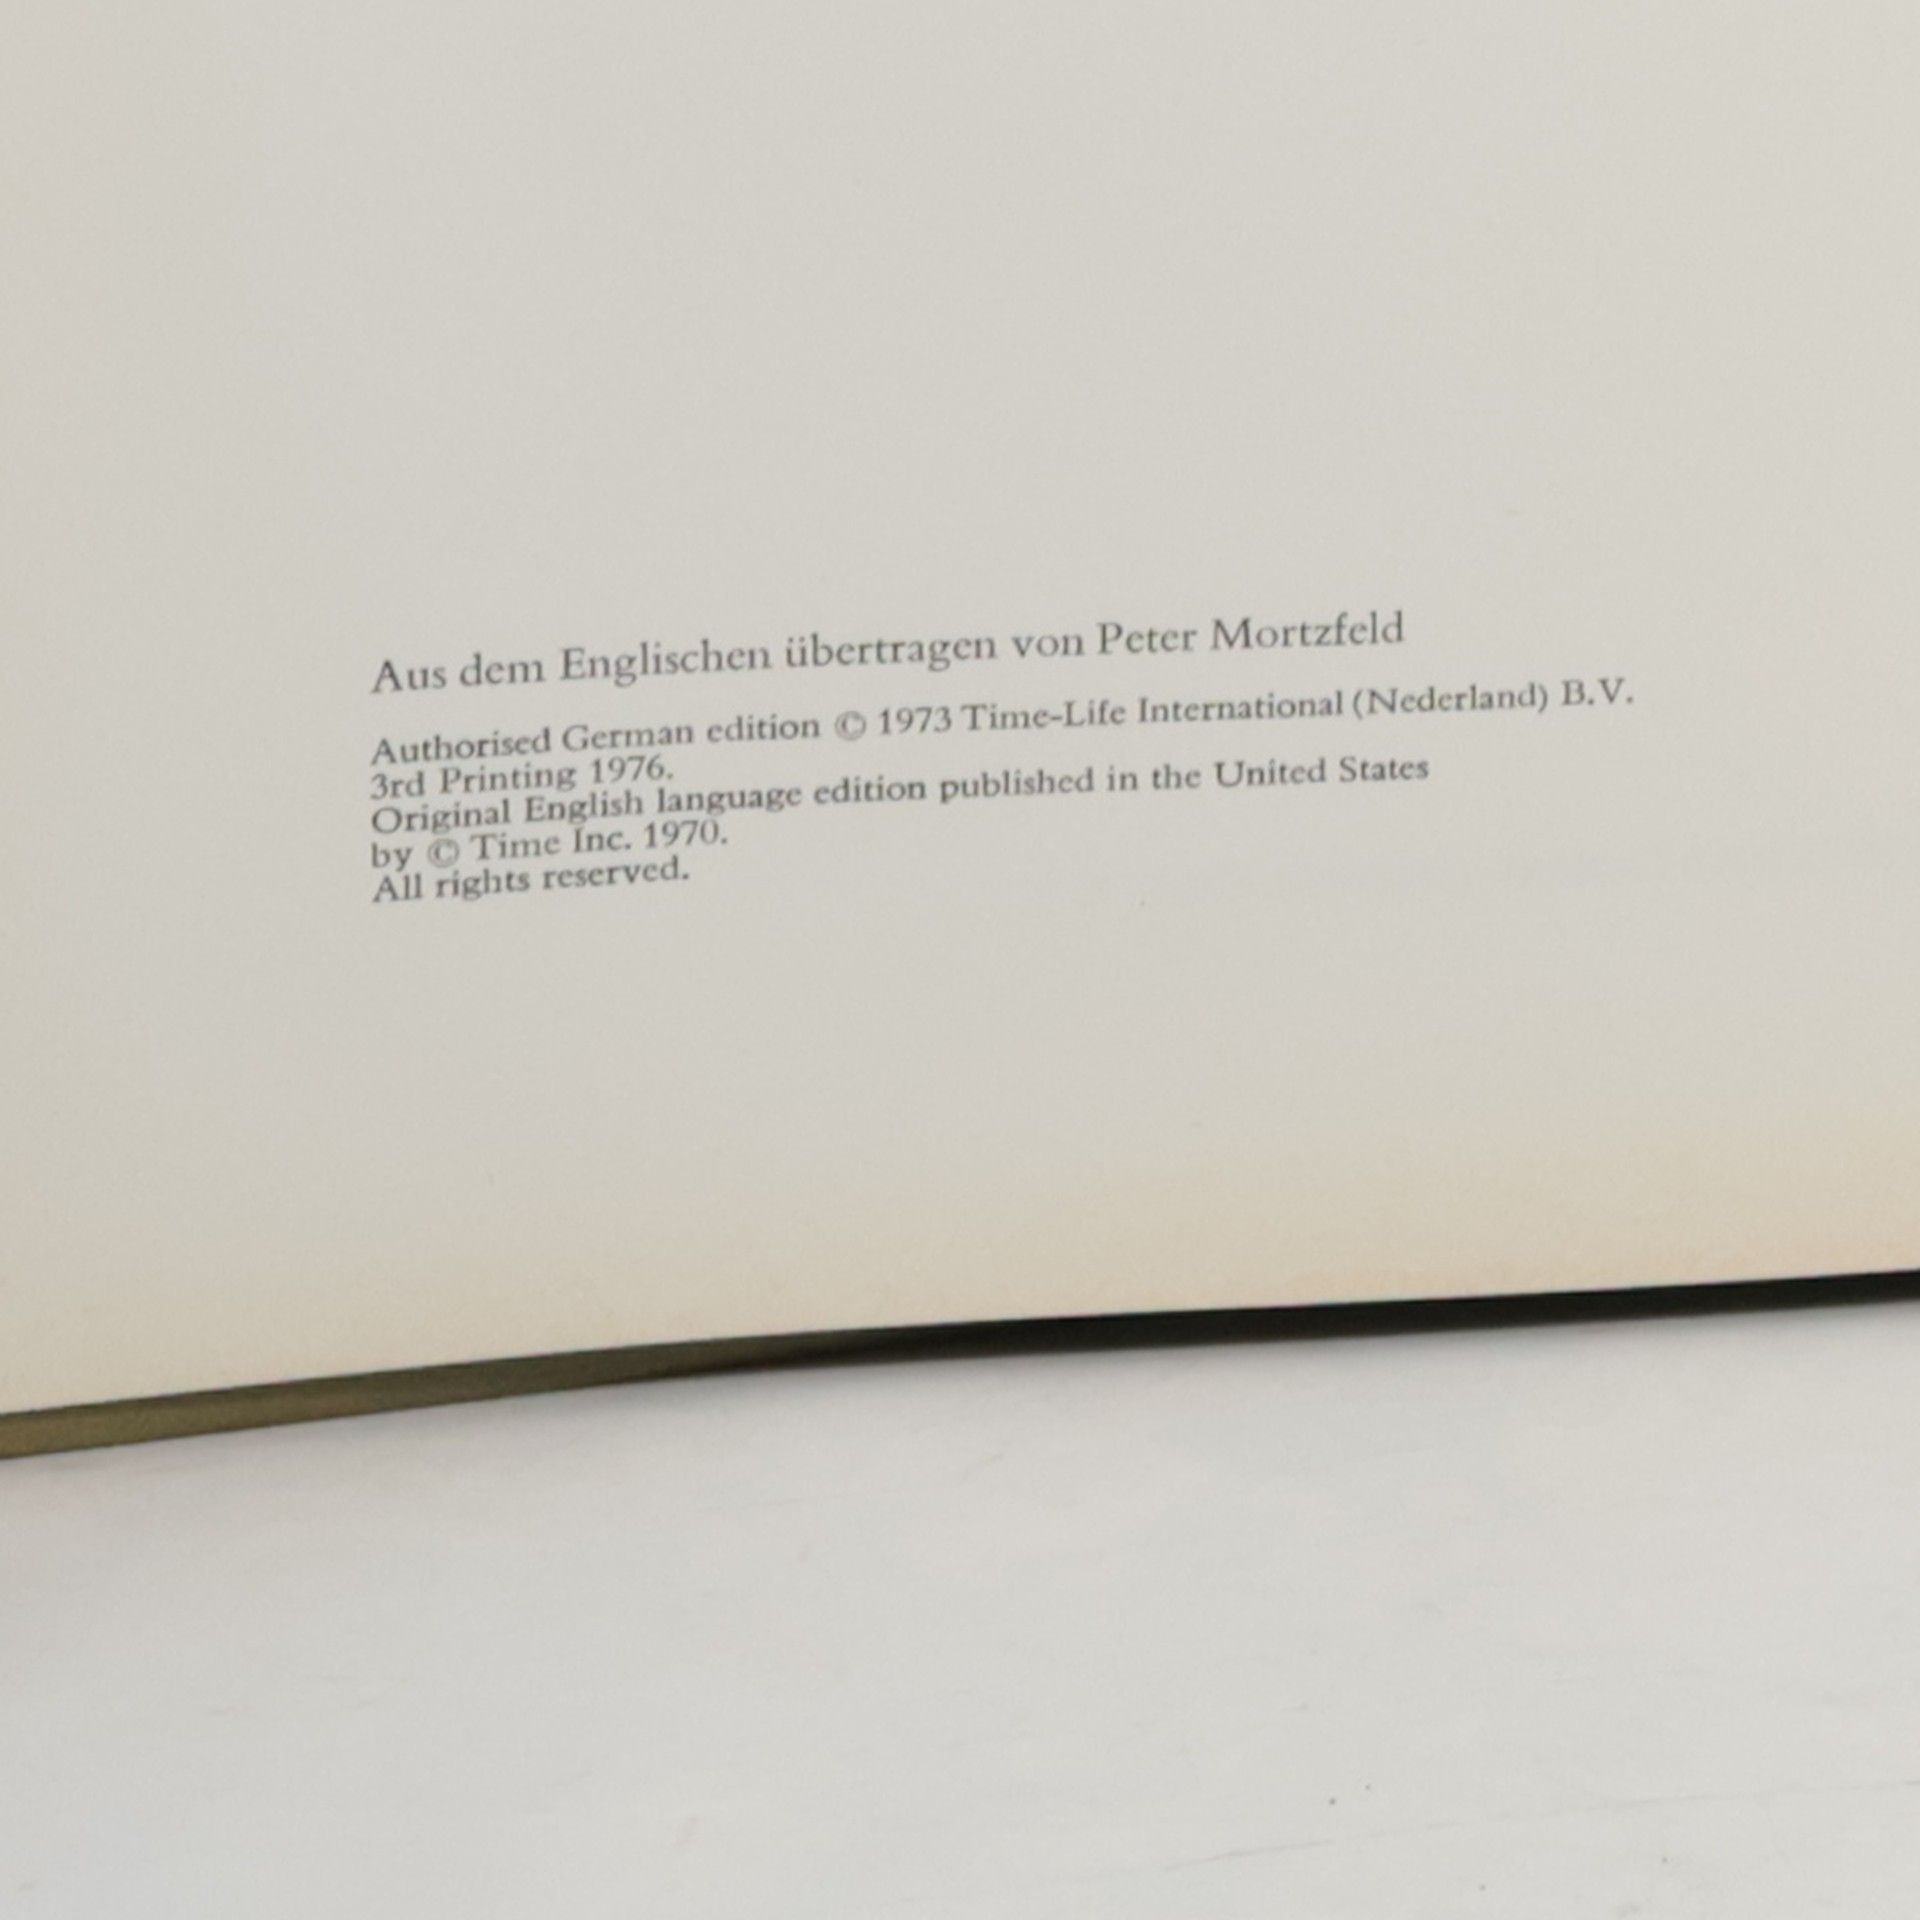 Aus dem Englischen übertragen von Peter Mortzfeld
Authorised German edition © 1973 Time-Life International (Nederland) B.V.
3rd Printing 1976.
Original English language edition published in the United States
by © Time Inc. 1970.
All rights reserved.